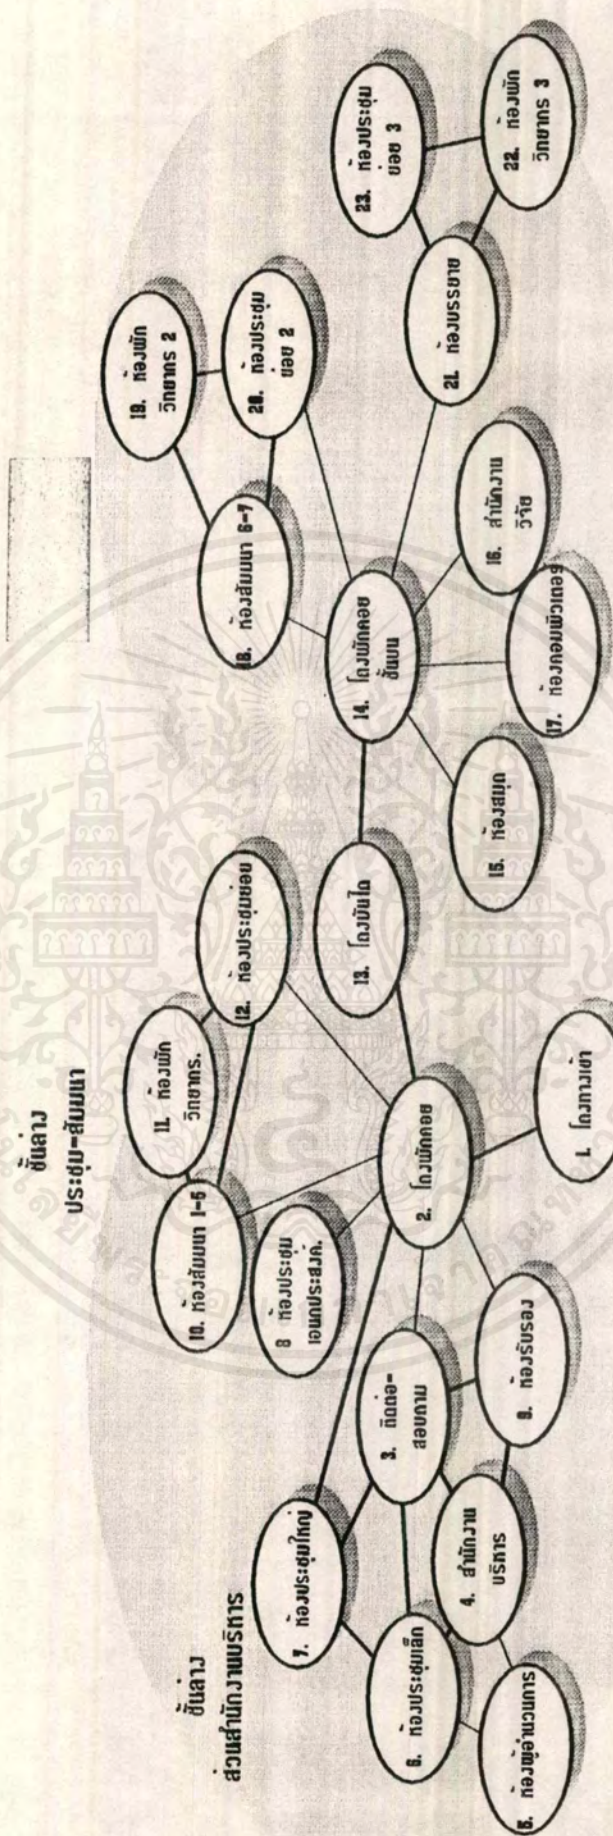 ชั้นล่าง
ส่วนสำนักงานบริหาร
ชั้นล่าง
ประชุม-สัมมนา
1. โถงทางเข้า
2. โถงพักคอย
3. ติดต่อ-
สอบถาม
4. สำนักงาน
บริหาร
5. ห้องผู้อำนวยการ
6. ห้องประชุมเล็ก
7. ห้องประชุมใหญ่
8 ห้องประชุม
เอนกประสงค์.
9. ห้องรับรอง
10. ห้องสัมมนา 1-5
11. ห้องพัก
วิทยากร.
12. ห้องประชุมย่อย
13. โถงบันได
14. โถงพักคอย
ชั้นบน
15. ห้องสมุด
16. สำนักงาน
วิจัย
17. ห้องคอมพิวเตอร์
18. ห้องสัมมนา 6-7
19. ห้องพัก
วิทยากร 2
20. ห้องประชุม
ย่อย 2
21. ห้องบรรยาย
22. ห้องพัก
วิทยากร 3
23. ห้องประชุม
ย่อย 3